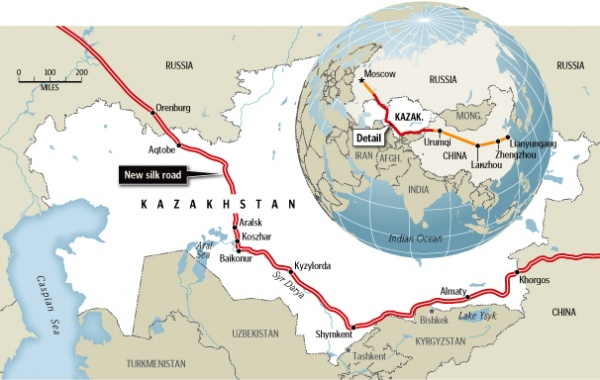 RUSSIA
RUSSIA
0
100
200
MILES
Orenburg
Aqtobe
New silk road
KAZAKHSTAN
Aralsk
Koszhar
Aral
Sea
Baikonur
Kyzylorda
Syr Darya
Caspian Sea
Almaty
Khorgos
Bishkek
Lake Ysyk
CHINA
Shymkent
UZBEKISTAN
Tashkent
KYRGYZSTAN
TURKMENISTAN
Moscow
RUSSIA
KAZAK.
MONG.
Detail
Urumqi
Lianyungang
Zhengzhou
Lanzhou
CHINA
IRAN
AFGH.
INDIA
Indian Ocean